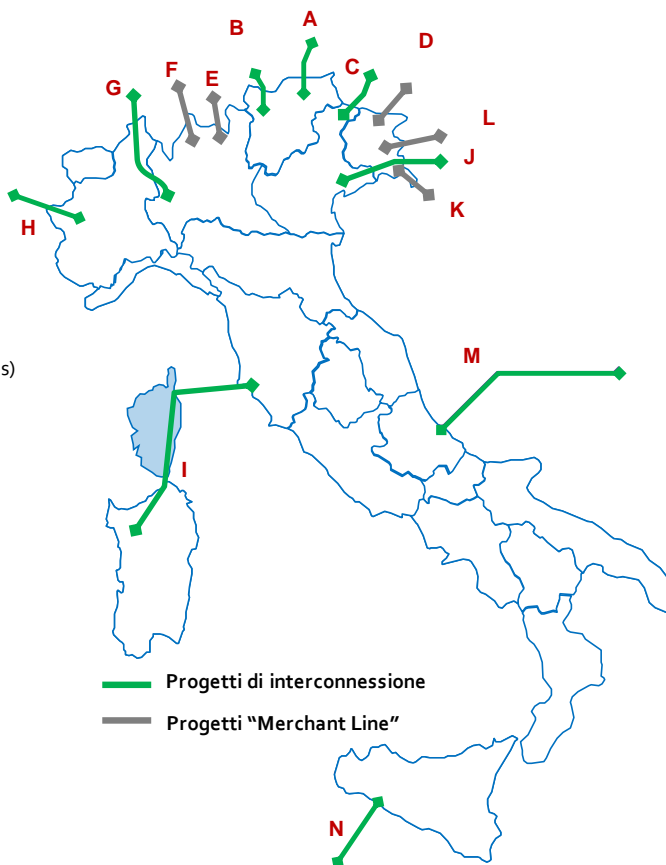 A
B
D
C
F
E
G
L
J
K
H
M
s)
I
Progetti di interconnessione
Progetti “Merchant Line”
N